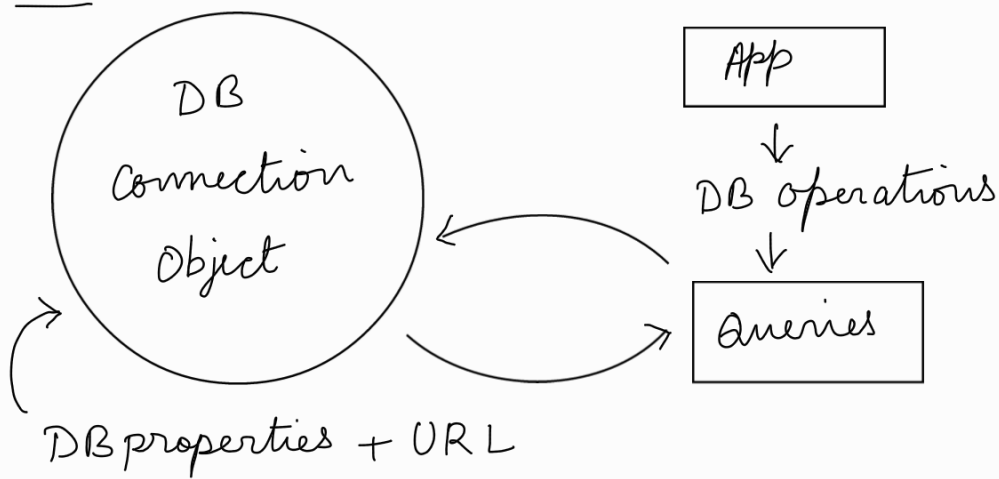 DB
Connection
Object
App
DB operations
Queries
DB properties + URL